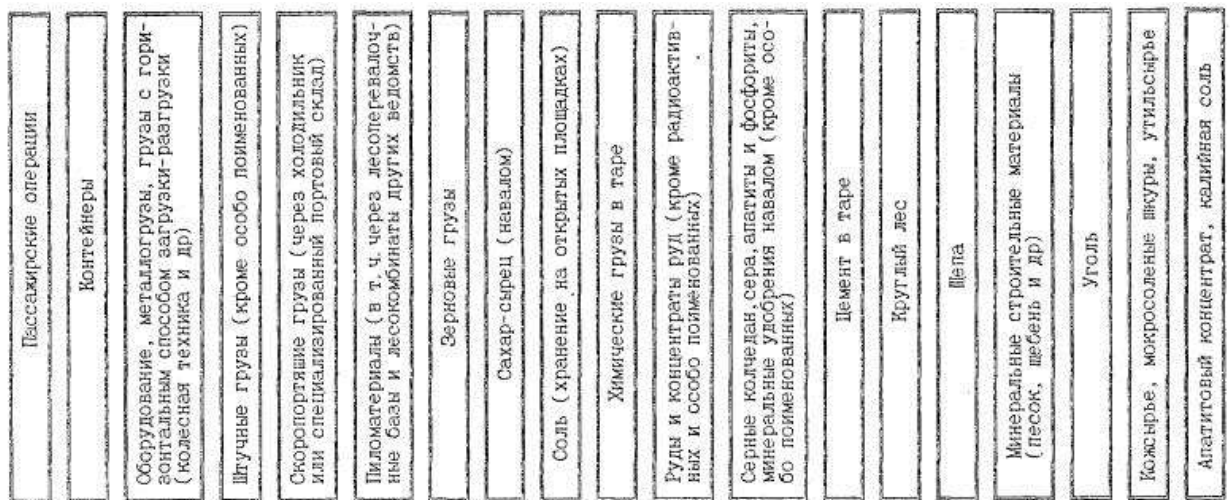 Пассажирские операции
Контейнеры
Оборудование, металлогрузы, грузы с гори-
зонтальным способом загрузки-разгрузки
(колесная техника и др)
Штучные грузы (кроме особо поименованных)
Скоропортящие грузы (через холодильник
или специализированный портовый склад)
Пиломатериалы (в т.ч. через лесоперевалоч-
ные базы и лесокомбинаты других ведомств)
Зерновые грузы
Сахар-сырец (навалом)
Соль (хранение на открытых площадках)
Химические грузы в таре
Руды и концентраты руд (кроме радиоактив
ных и особо поименованных)
Серные колчедан, сера, апатиты и фосфориты,
минеральные удобрения навалом (кроме осо-
бо поименованных)
Цемент в таре
Круглый лес
Щепа
Минеральные строительные материалы
(песок, щебень и др)
Уголь
Кожсырье, мокросоленые шкуры, утильсырье
Апатитовый концентрат, калийная соль